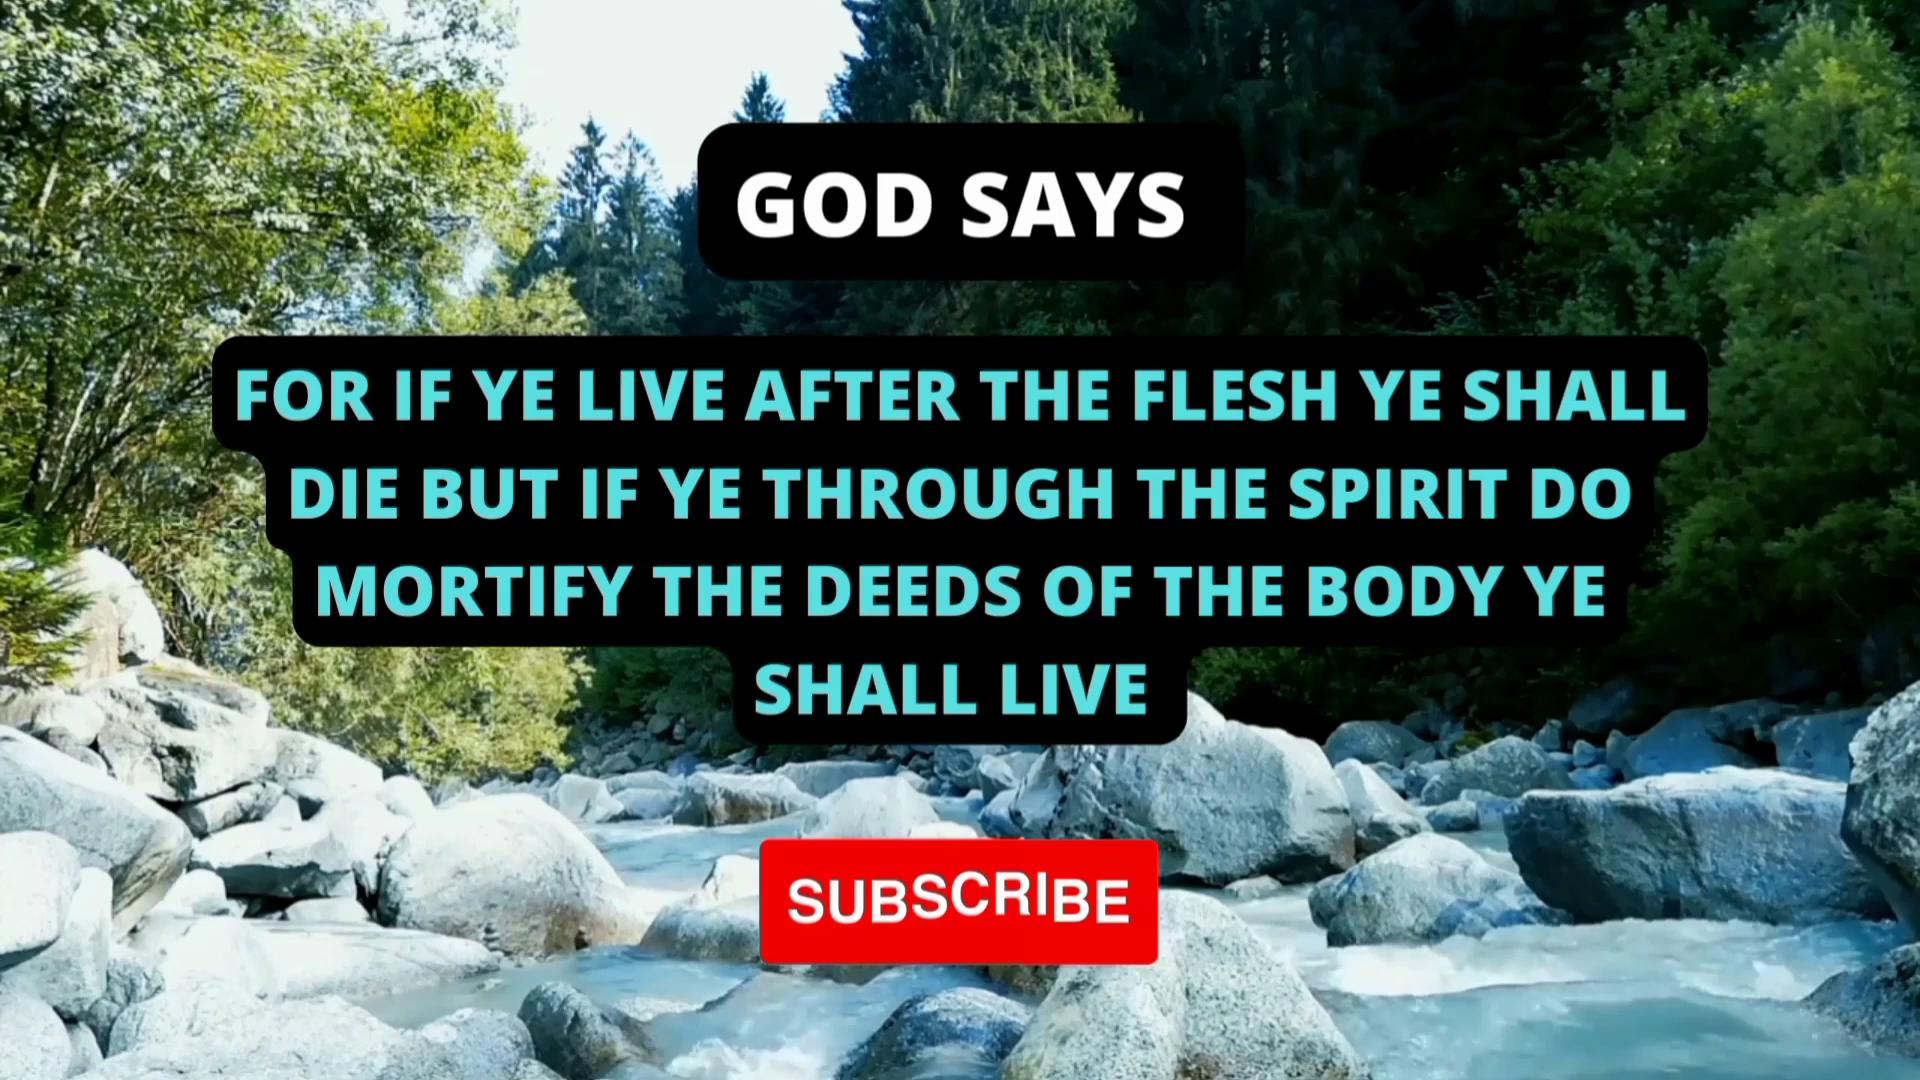 GOD SAYS
FOR IF YE LIVE AFTER THE FLESH YE SHALL
DIE BUT IF YE THROUGH THE SPIRIT DO
MORTIFY THE DEEDS OF THE BODY YE
SHALL LIVE
SUBSCRIBE